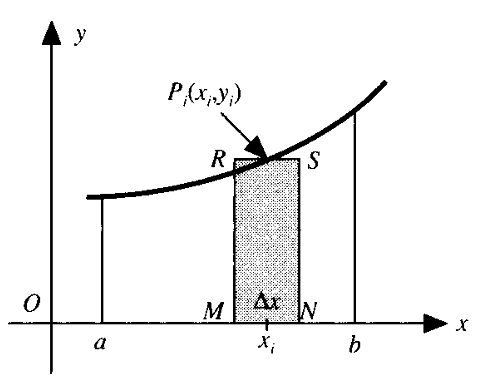 y
P_i(x_i,y_i)
R S
O M Δx N x
a x_i b